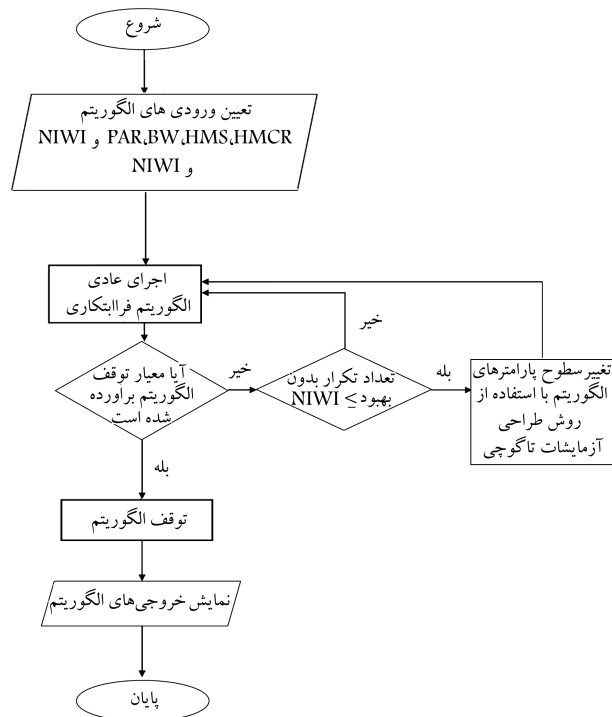 شروع
تعیین ورودی های الگوریتم
HMCR،HMS،BW،PAR و NIWI
و NIWI
اجرای عادی
الگوریتم فراابتکاری
خیر
آیا معیار توقف
الگوریتم براورده
شده است
خیر
تعداد تکرار بدون
بهبود≥ NIWI
بله
تغییرسطوح پارامترهای
الگوریتم با استفاده از
روش طراحی
آزمایشات تاگوچی
بله
توقف الگوریتم
نمایش خروجی‌های الگوریتم
پایان